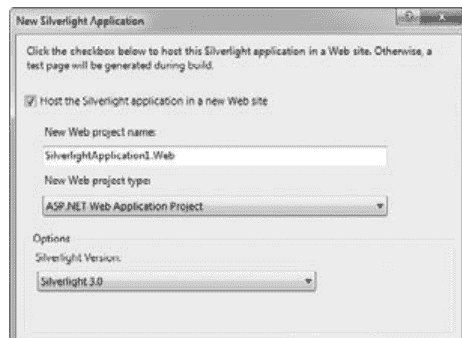 New Silverlight Application
Click the checkbox below to host this Silverlight application in a Web site. Otherwise, a
test page will be generated during build.
Host the Silverlight application in a new Web site
New Web project name:
SilverlightApplication1.Web
New Web project type:
ASP.NET Web Application Project
Options
Silverlight Version:
Silverlight 3.0